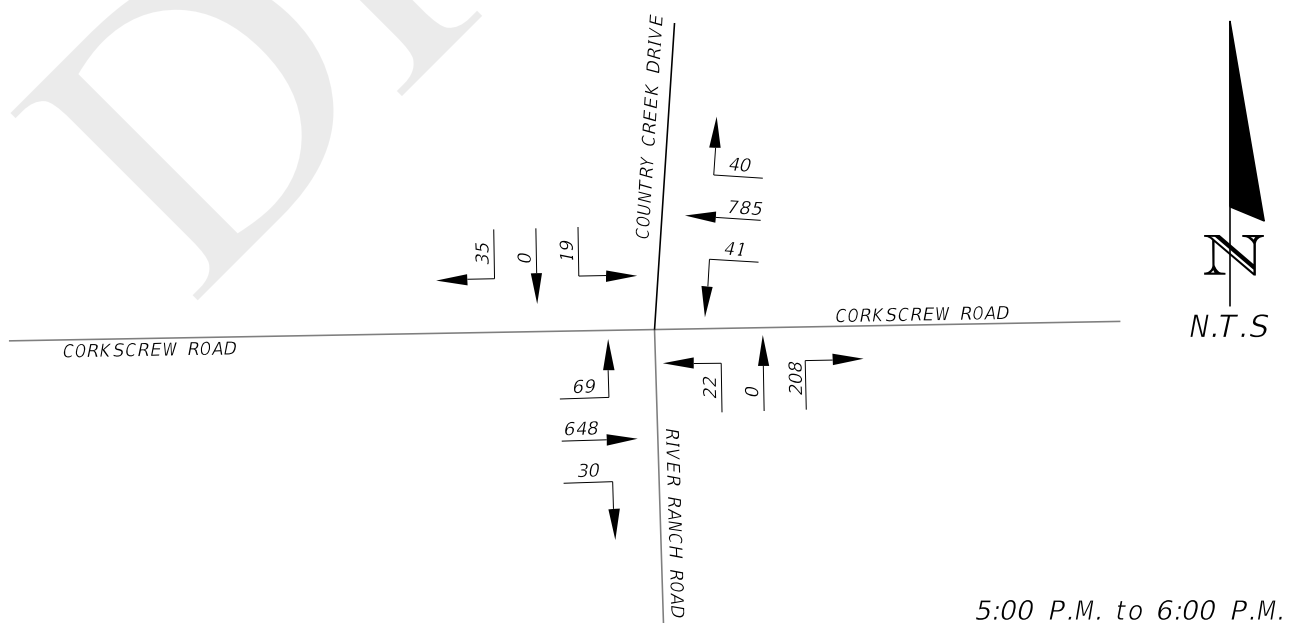 COUNTRY CREEK DRIVE
40
785
41
35
0
19
N
N.T.S
CORKSCREW ROAD
CORKSCREW ROAD
69
648
30
22
0
208
RIVER RANCH ROAD
5:00 P.M. to 6:00 P.M.